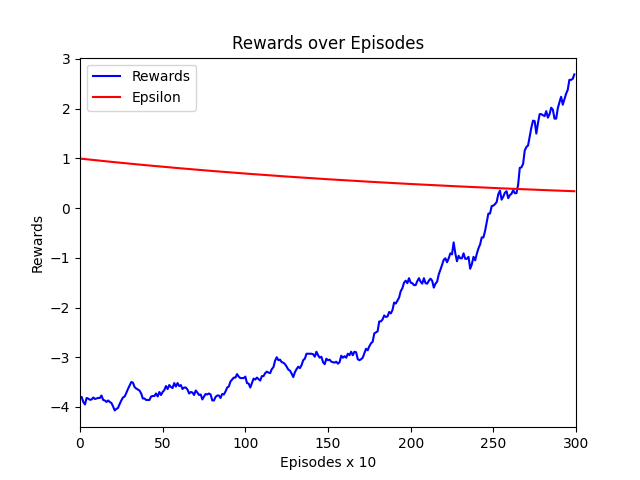 Rewards over Episodes
Rewards
Epsilon
3
2
1
0
−1
−2
−3
−4
Rewards
0 50 100 150 200 250 300
Episodes x 10